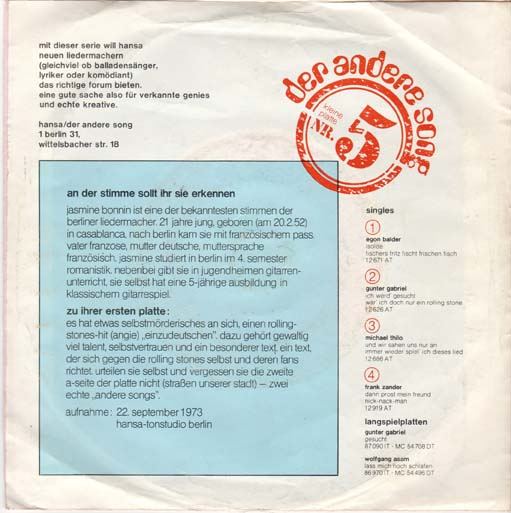 mit dieser serie will hansa
neuen liedermachern
(gleichviel ob balladensänger,
lyriker oder komödiant)
das richtige forum bieten.
eine gute sache also für verkannte genies
und echte kreative.
hansa/der andere song
1 berlin 31,
wittelsbacher str. 18
der andere song
kleine
platte
NR. 5
an der stimme sollt ihr sie erkennen
jasmine bonnin ist eine der bekanntesten stimmen der
berliner liedermacher. 21 jahre jung, geboren (am 20.2.52)
in casablanca, nach berlin kam sie mit französischem pass.
vater franzose, mutter deutsche, muttersprache
französisch. jasmine studiert in berlin im 4. semester
romanistik. nebenbei gibt sie in jugendheimen gitarren-
unterricht, sie selbst hat eine 5-jährige ausbildung in
klassischem gitarrespiel.
zu ihrer ersten platte:
es hat etwas selbstmörderisches an sich, einen rolling-
stones-hit (angie) „einzudeutschen". dazu gehört gewaltig
viel talent, selbstvertrauen und ein besonderer text, ein text,
der sich gegen die rolling stones selbst und deren fans
richtet. urteilen sie selbst und vergessen sie die zweite
a-seite der platte nicht (straßen unserer stadt) – zwei
echte „andere songs".
aufnahme: 22. september 1973
hansa-tonstudio berlin
singles
1
egon balder
isolde
fischers fritz fischt frischen fisch
12 671 AT
2
gunter gabriel
ich werd' gesucht
wär' ich doch nur ein rolling stone
12 626 AT
3
michael thilo
und wir sahen uns nur an
immer wieder spiel' ich dieses lied
12 686 AT
4
frank zander
dann prost mein freund
nick-nack-man
12 919 AT
langspielplatten
gunter gabriel
gesucht
87 090 IT - MC 54 708 DT
wolfgang asam
lass mich hoch schlafen
86 970 IT - MC 54 496 DT